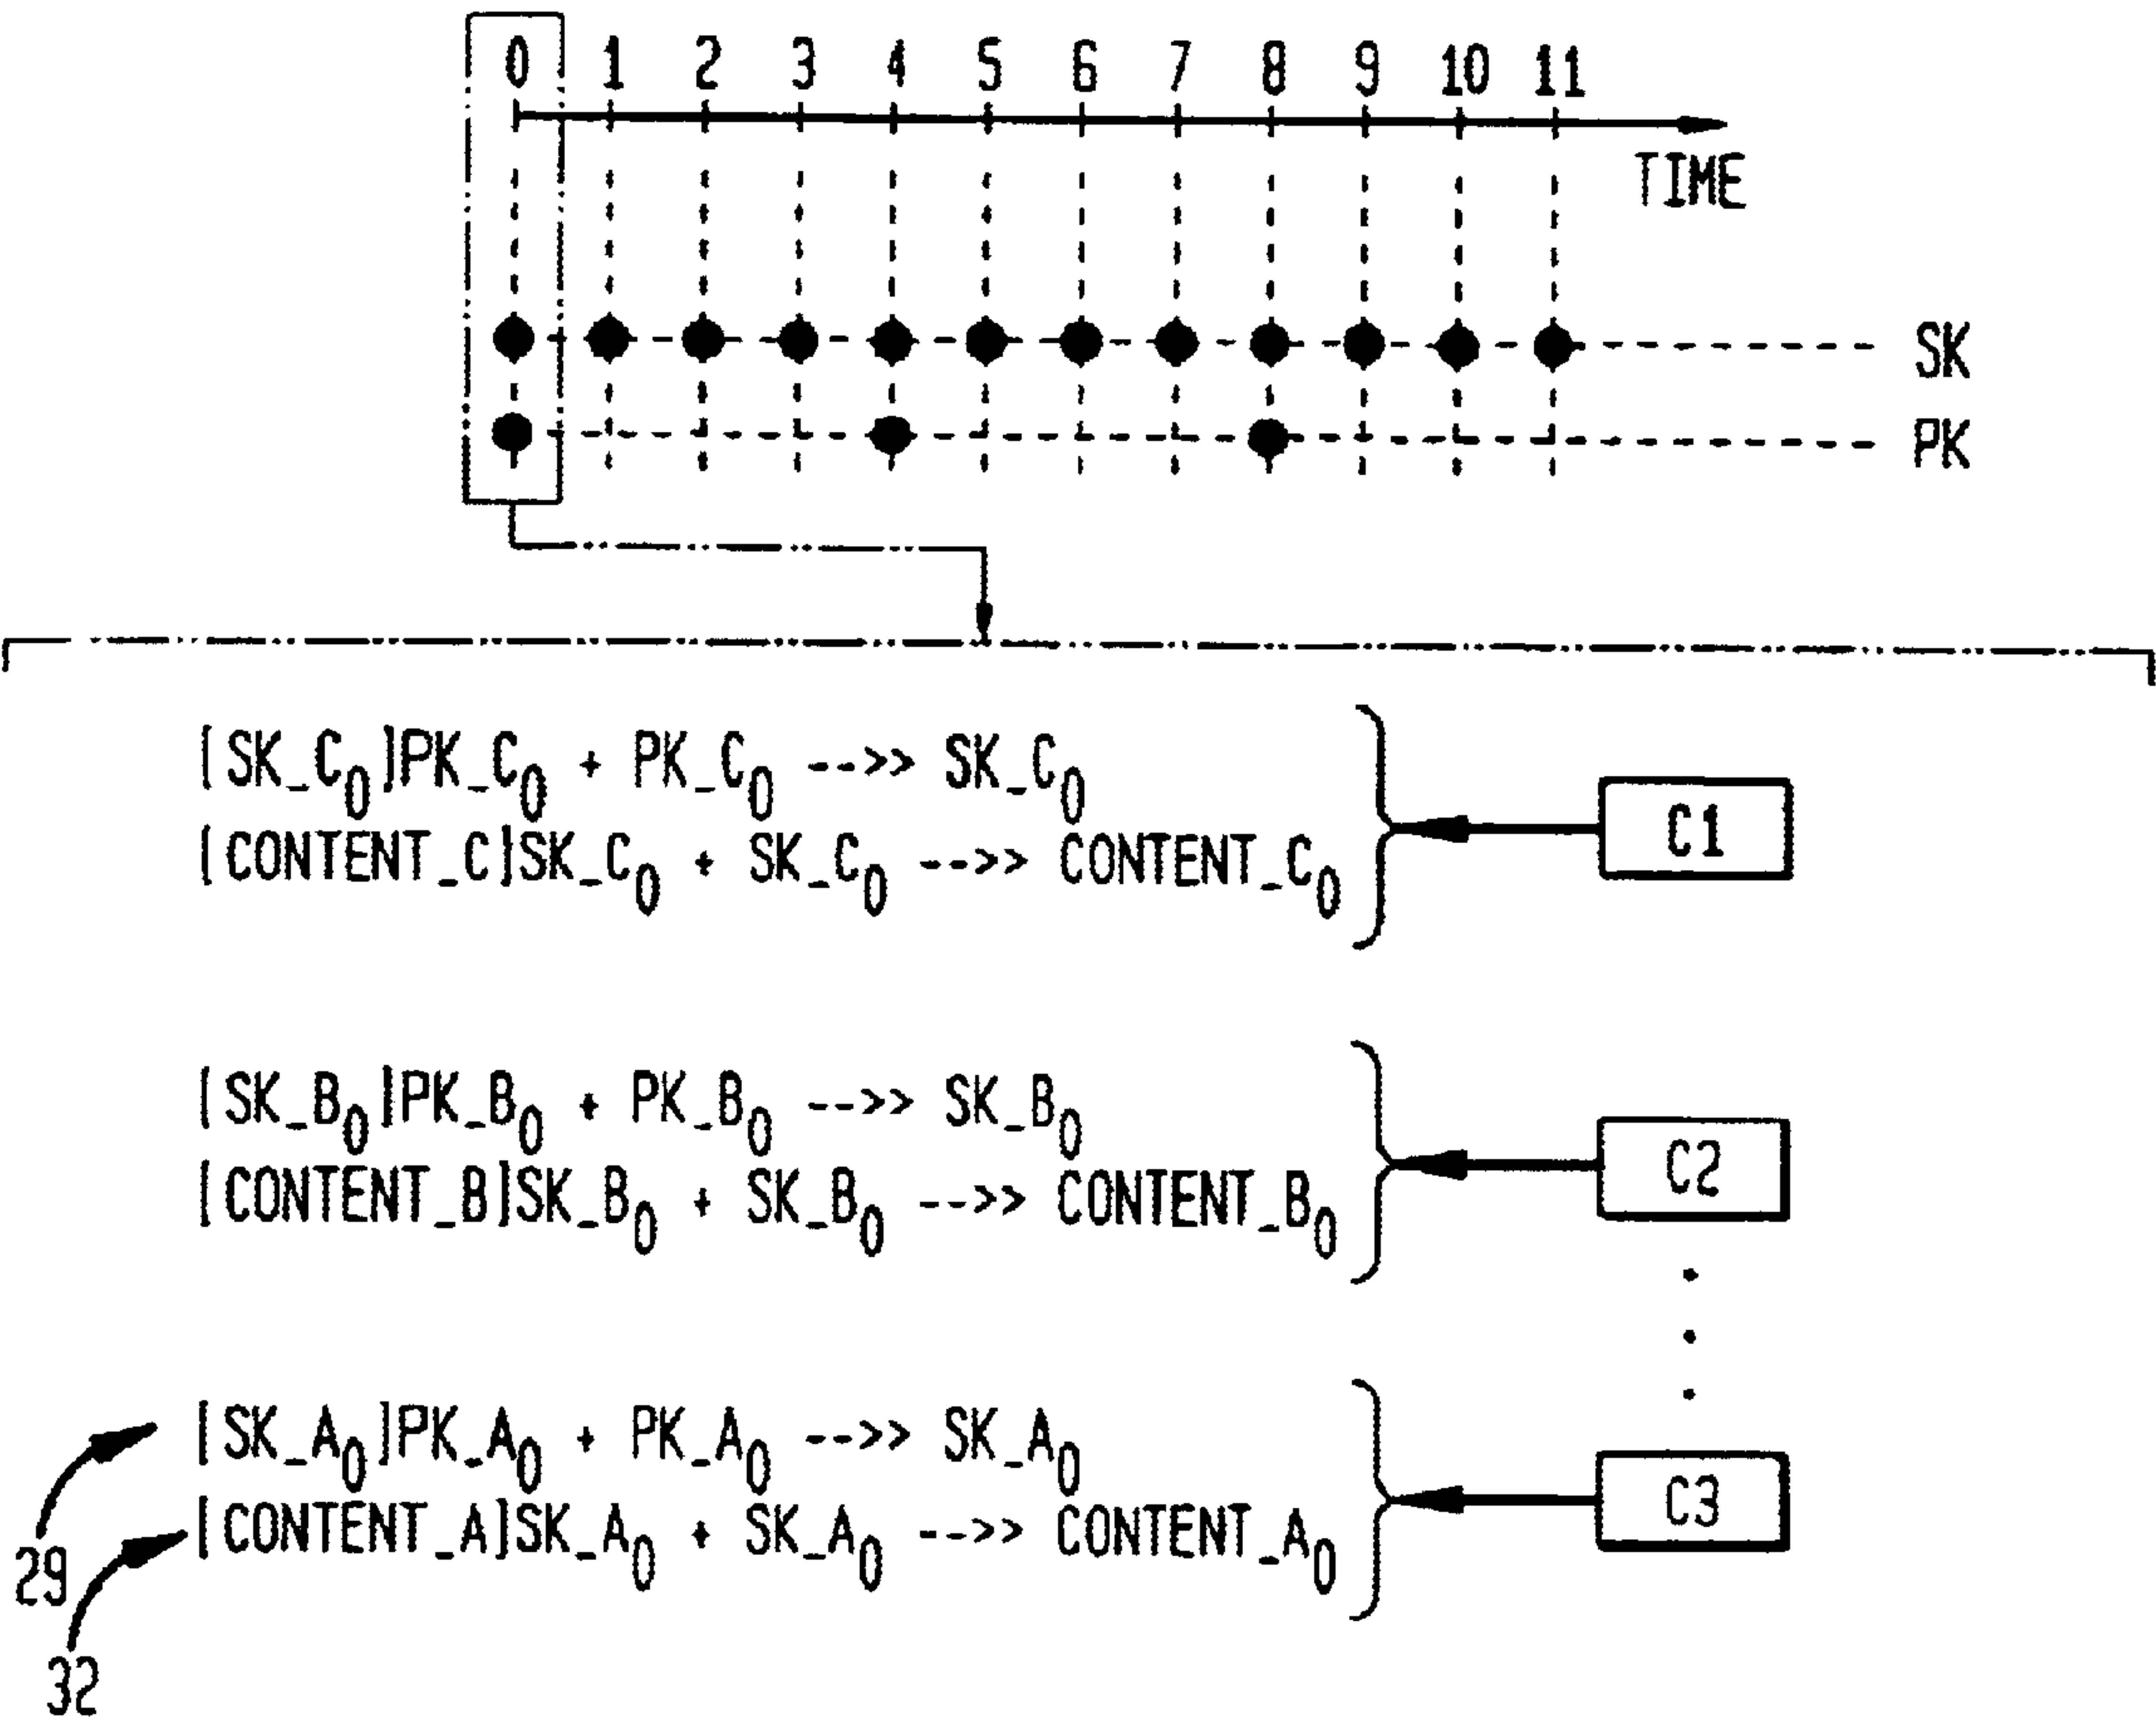 0 1 2 3 4 5 6 7 8 9 10 11
TIME
SK
PK
[SK_C0]PK_C0 + PK_C0 -->> SK_C0
[CONTENT_C]SK_C0 + SK_C0 -->> CONTENT_C0
C1
[SK_B0]PK_B0 + PK_B0 -->> SK_B0
[CONTENT_B]SK_B0 + SK_B0 -->> CONTENT_B0
C2
[SK_A0]PK_A0 + PK_A0 -->> SK_A0
[CONTENT_A]SK_A0 + SK_A0 -->> CONTENT_A0
C3
29
32